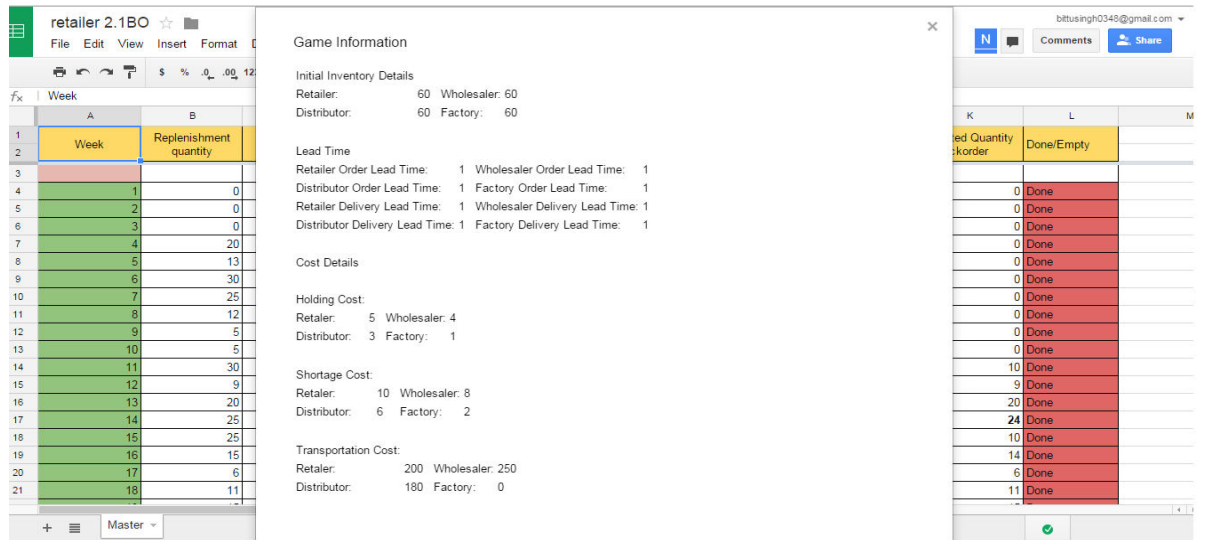 retailer 2.1BO
bittusingh0348@gmail.com
File Edit View Insert Format
N Comments Share
$ % .0 .00 12
fx Week
A B K L M
1 Week Replenishment quantity ted Quantity korder Done/Empty
2
3
4 1 0 0 Done
5 2 0 0 Done
6 3 0 0 Done
7 4 20 0 Done
8 5 13 0 Done
9 6 30 0 Done
10 7 25 0 Done
11 8 12 0 Done
12 9 5 0 Done
13 10 5 0 Done
14 11 30 10 Done
15 12 9 9 Done
16 13 20 20 Done
17 14 25 24 Done
18 15 25 10 Done
19 16 15 14 Done
20 17 6 6 Done
21 18 11 11 Done
+ Master
Game Information
×
Initial Inventory Details
Retailer: 60 Wholesaler: 60
Distributor: 60 Factory: 60
Lead Time
Retailer Order Lead Time: 1 Wholesaler Order Lead Time: 1
Distributor Order Lead Time: 1 Factory Order Lead Time: 1
Retailer Delivery Lead Time: 1 Wholesaler Delivery Lead Time: 1
Distributor Delivery Lead Time: 1 Factory Delivery Lead Time: 1
Cost Details
Holding Cost:
Retaler: 5 Wholesaler: 4
Distributor: 3 Factory: 1
Shortage Cost:
Retaler: 10 Wholesaler: 8
Distributor: 6 Factory: 2
Transportation Cost:
Retaler: 200 Wholesaler: 250
Distributor: 180 Factory: 0